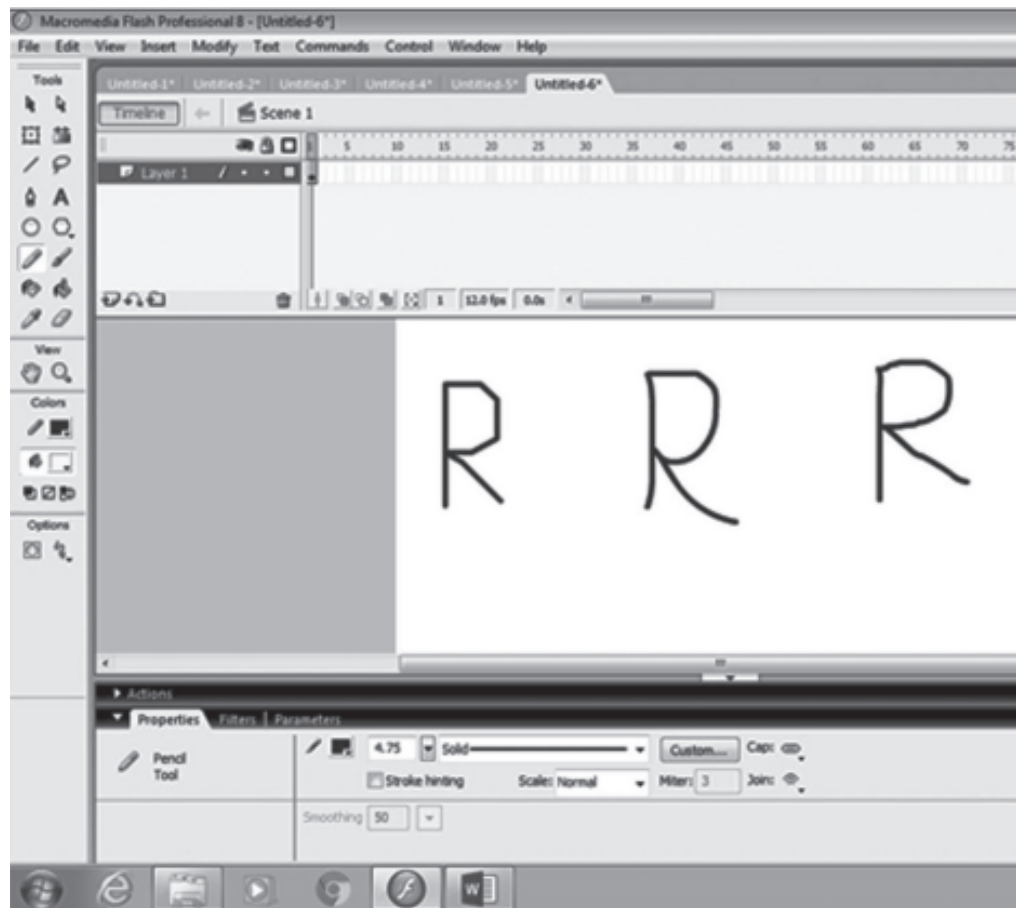 Macromedia Flash Professional 8 - [Untitled-6*]
File Edit View Insert Modify Text Commands Control Window Help
Tools
Untitled-1* Untitled-2* Untitled-3* Untitled-4* Untitled-5* Untitled-6*
Timeline Scene 1
1 5 10 15 20 25 30 35 40 45 50 55 60 65 70 75
Layer 1
A
1 12.0 fps 0.0s
View
Colors
Options
R R R
Actions
Properties Filters Parameters
Pencil
Tool
4.75 Solid Custom... Cap:
Stroke hinting Scale: Normal Miter: 3 Join:
Smoothing 50
W